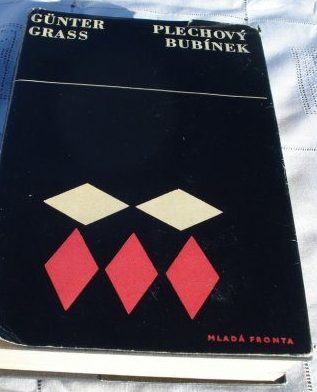 GÜNTER
GRASS
PLECHOVÝ
BUBÍNEK
MLADÁ FRONTA